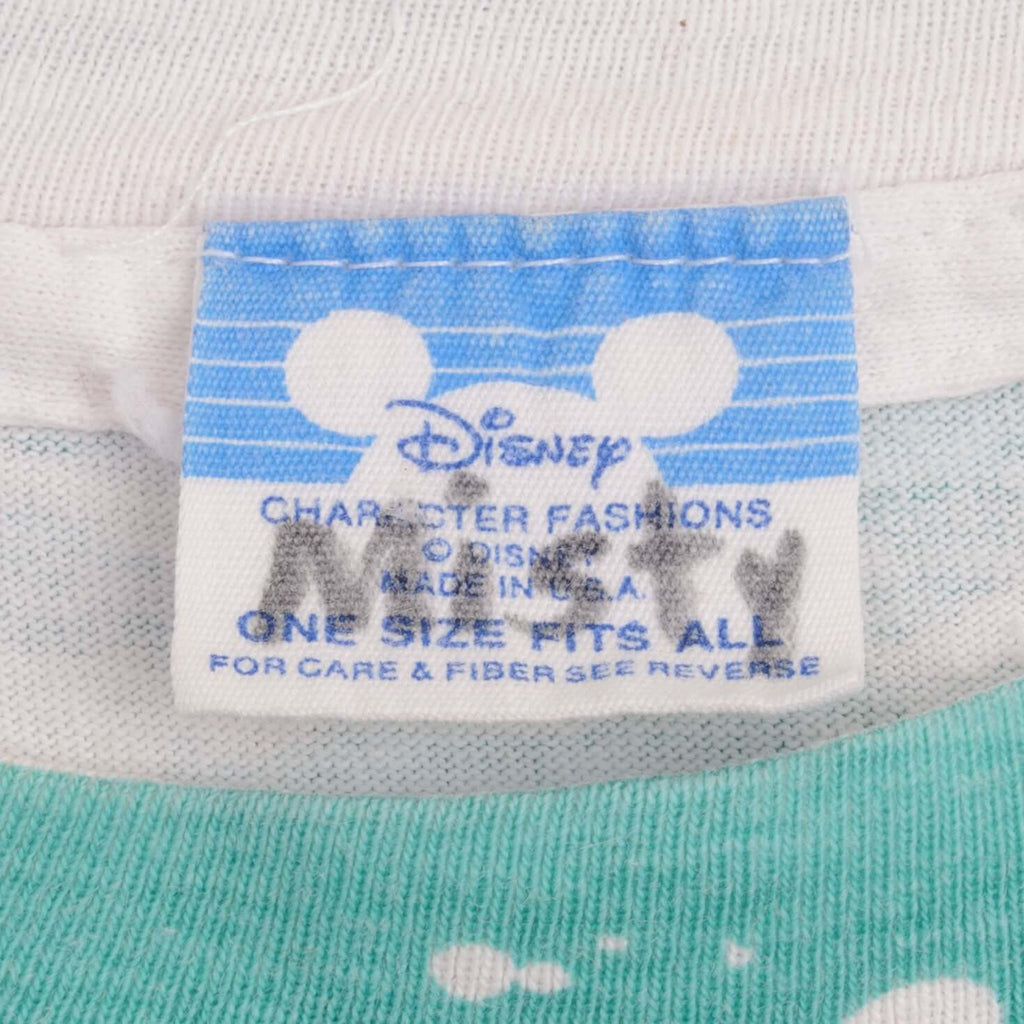 Disney
CHARACTER FASHIONS
© DISNEY
MADE IN U.S.A.
Misty
ONE SIZE FITS ALL
FOR CARE & FIBER SEE REVERSE